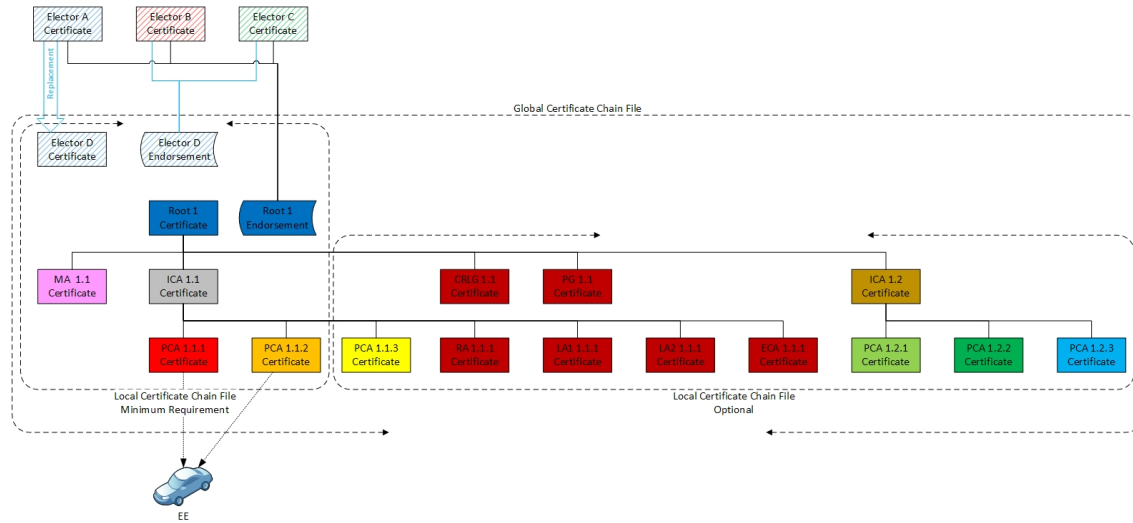 Elector A
Certificate
Elector B
Certificate
Elector C
Certificate
Replacement
Global Certificate Chain File
Elector D
Certificate
Elector D
Endorsement
Root 1
Certificate
Root 1
Endorsement
MA 1.1
Certificate
ICA 1.1
Certificate
CRLG 1.1
Certificate
PG 1.1
Certificate
ICA 1.2
Certificate
PCA 1.1.1
Certificate
PCA 1.1.2
Certificate
PCA 1.1.3
Certificate
RA 1.1.1
Certificate
LA1 1.1.1
Certificate
LA2 1.1.1
Certificate
ECA 1.1.1
Certificate
PCA 1.2.1
Certificate
PCA 1.2.2
Certificate
PCA 1.2.3
Certificate
Local Certificate Chain File
Minimum Requirement
Local Certificate Chain File
Optional
EE